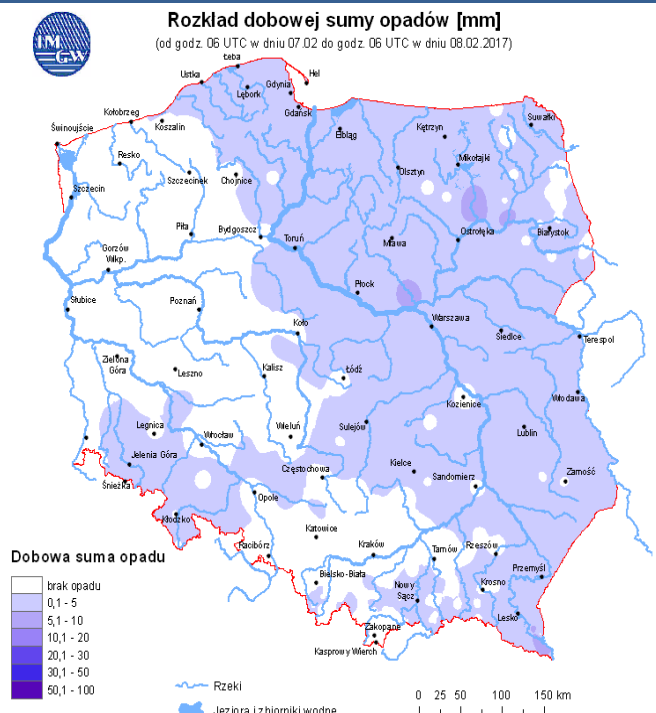 IM
GW
Rozkład dobowej sumy opadów [mm]
(od godz. 06 UTC w dniu 07.02 do godz. 06 UTC w dniu 08.02.2017)
Łeba
Ustka
Hel
Gdynia
Lębork
Gdańsk
Kołobrzeg
Koszalin
Suwałki
Świnoujście
Elbląg
Kętrzyn
Resko
Mikołajki
Szczecinek
Chojnice
Olsztyn
Szczecin
Piła
Bydgoszcz
Toruń
Mława
Ostrołęka
Białystok
Gorzów
Wlkp.
Płock
Słubice
Poznań
Warszawa
Koło
Siedlce
Terespol
Zielona
Góra
Leszno
Kalisz
Łódź
Kozienice
Włodawa
Legnica
Wrocław
Wieluń
Sulejów
Lublin
Jelenia Góra
Częstochowa
Kielce
Sandomierz
Zamość
Śnieżka
Opole
Kłodzko
Katowice
Racibórz
Kraków
Tarnów
Rzeszów
Bielsko-Biała
Nowy
Sącz
Krosno
Przemyśl
Lesko
Zakopane
Kasprowy Wierch
Dobowa suma opadu
brak opadu
0,1 - 5
5,1 - 10
10,1 - 20
20,1 - 30
30,1 - 50
50,1 - 100
Rzeki
Jeziora i zbiorniki wodne
0 25 50 100 150 km